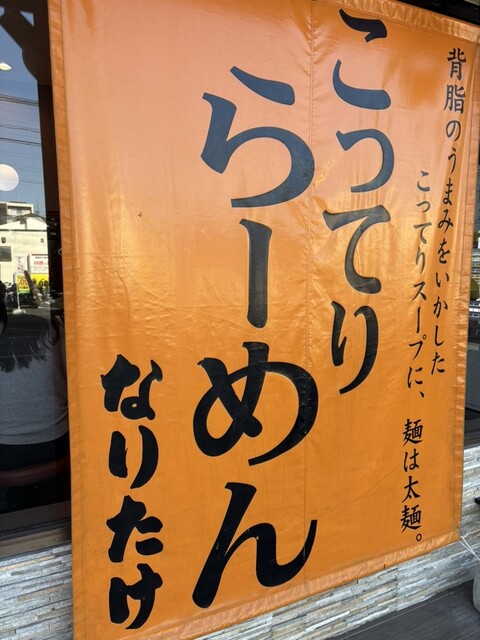 背脂のうまみをいかした
こってりスープに、麺は太麺。
こってり
らーめん
なりたけ